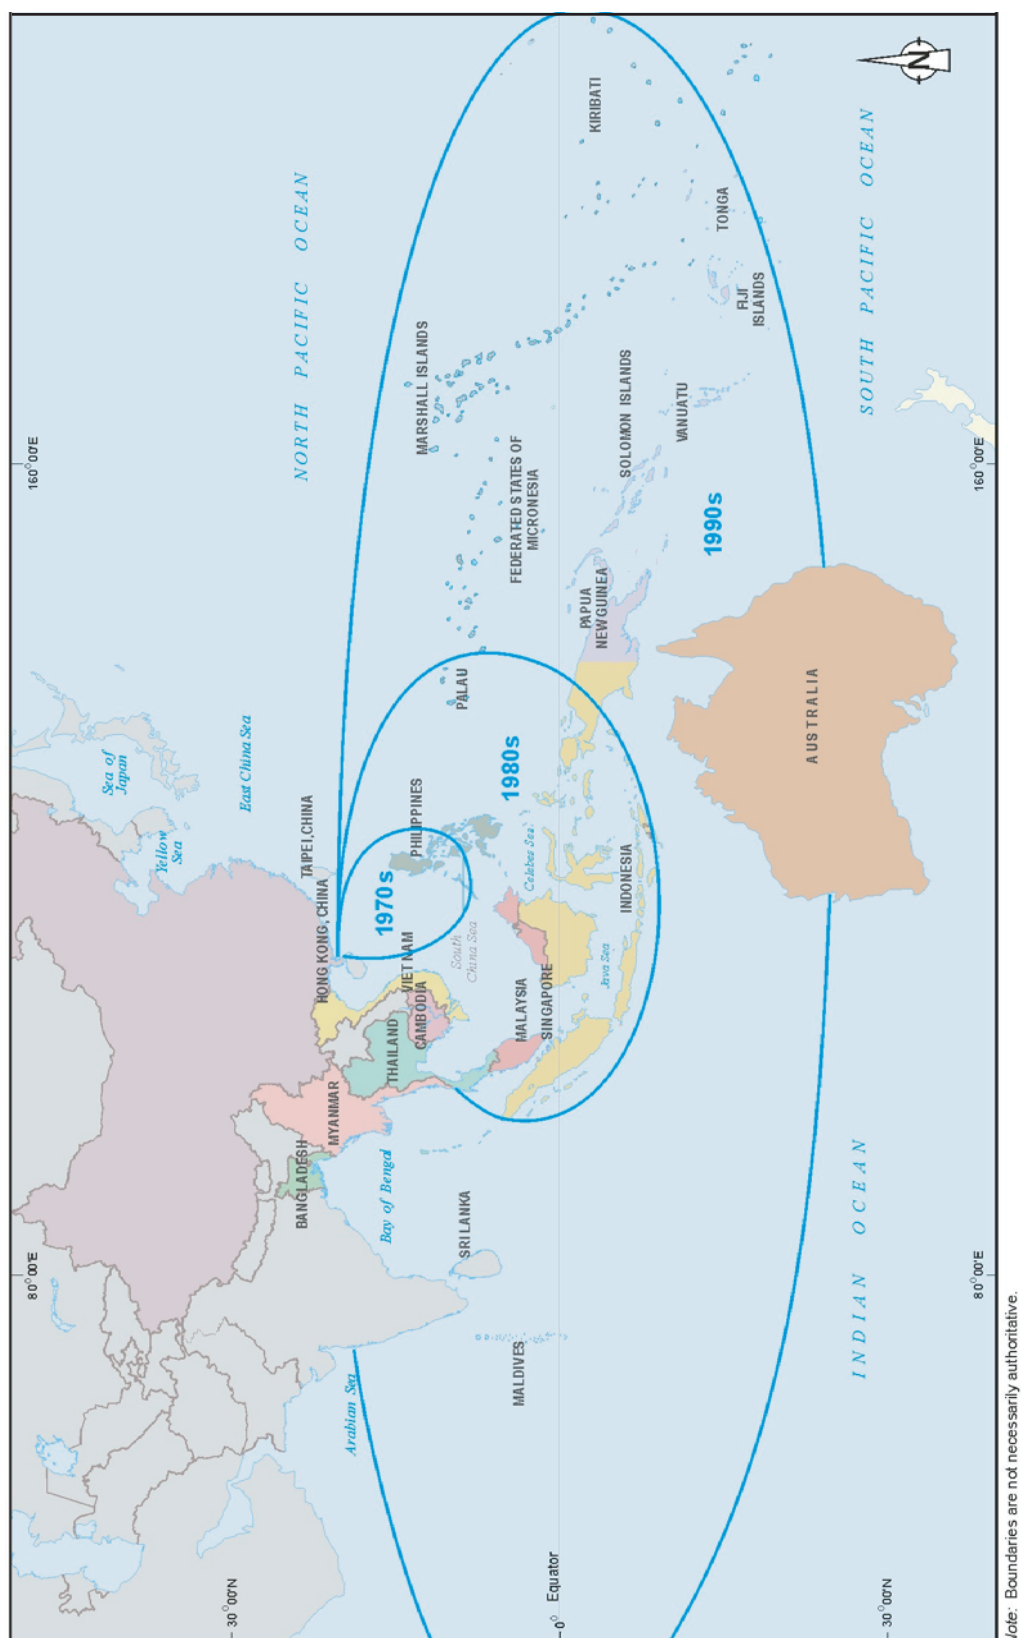 NORTH PACIFIC OCEAN
SOUTH PACIFIC OCEAN
INDIAN OCEAN
160°00'E
160°00'E
80°00'E
80°00'E
30°00'N
30°00'N
0°
Equator
N
KIRIBATI
TONGA
FIJI
ISLANDS
MARSHALL ISLANDS
SOLOMON ISLANDS
VANUATU
FEDERATED STATES OF
MICRONESIA
1990s
PAPUA
NEW GUINEA
PALAU
AUSTRALIA
1980s
Sea of
Japan
East China Sea
Yellow
Sea
TAIPEI,CHINA
HONG KONG, CHINA
PHILIPPINES
1970s
Celebes Sea
INDONESIA
South
China Sea
Java Sea
VIET NAM
CAMBODIA
THAILAND
MALAYSIA
SINGAPORE
MYANMAR
BANGLADESH
Bay of Bengal
SRI LANKA
MALDIVES
Arabian Sea
Note: Boundaries are not necessarily authoritative.